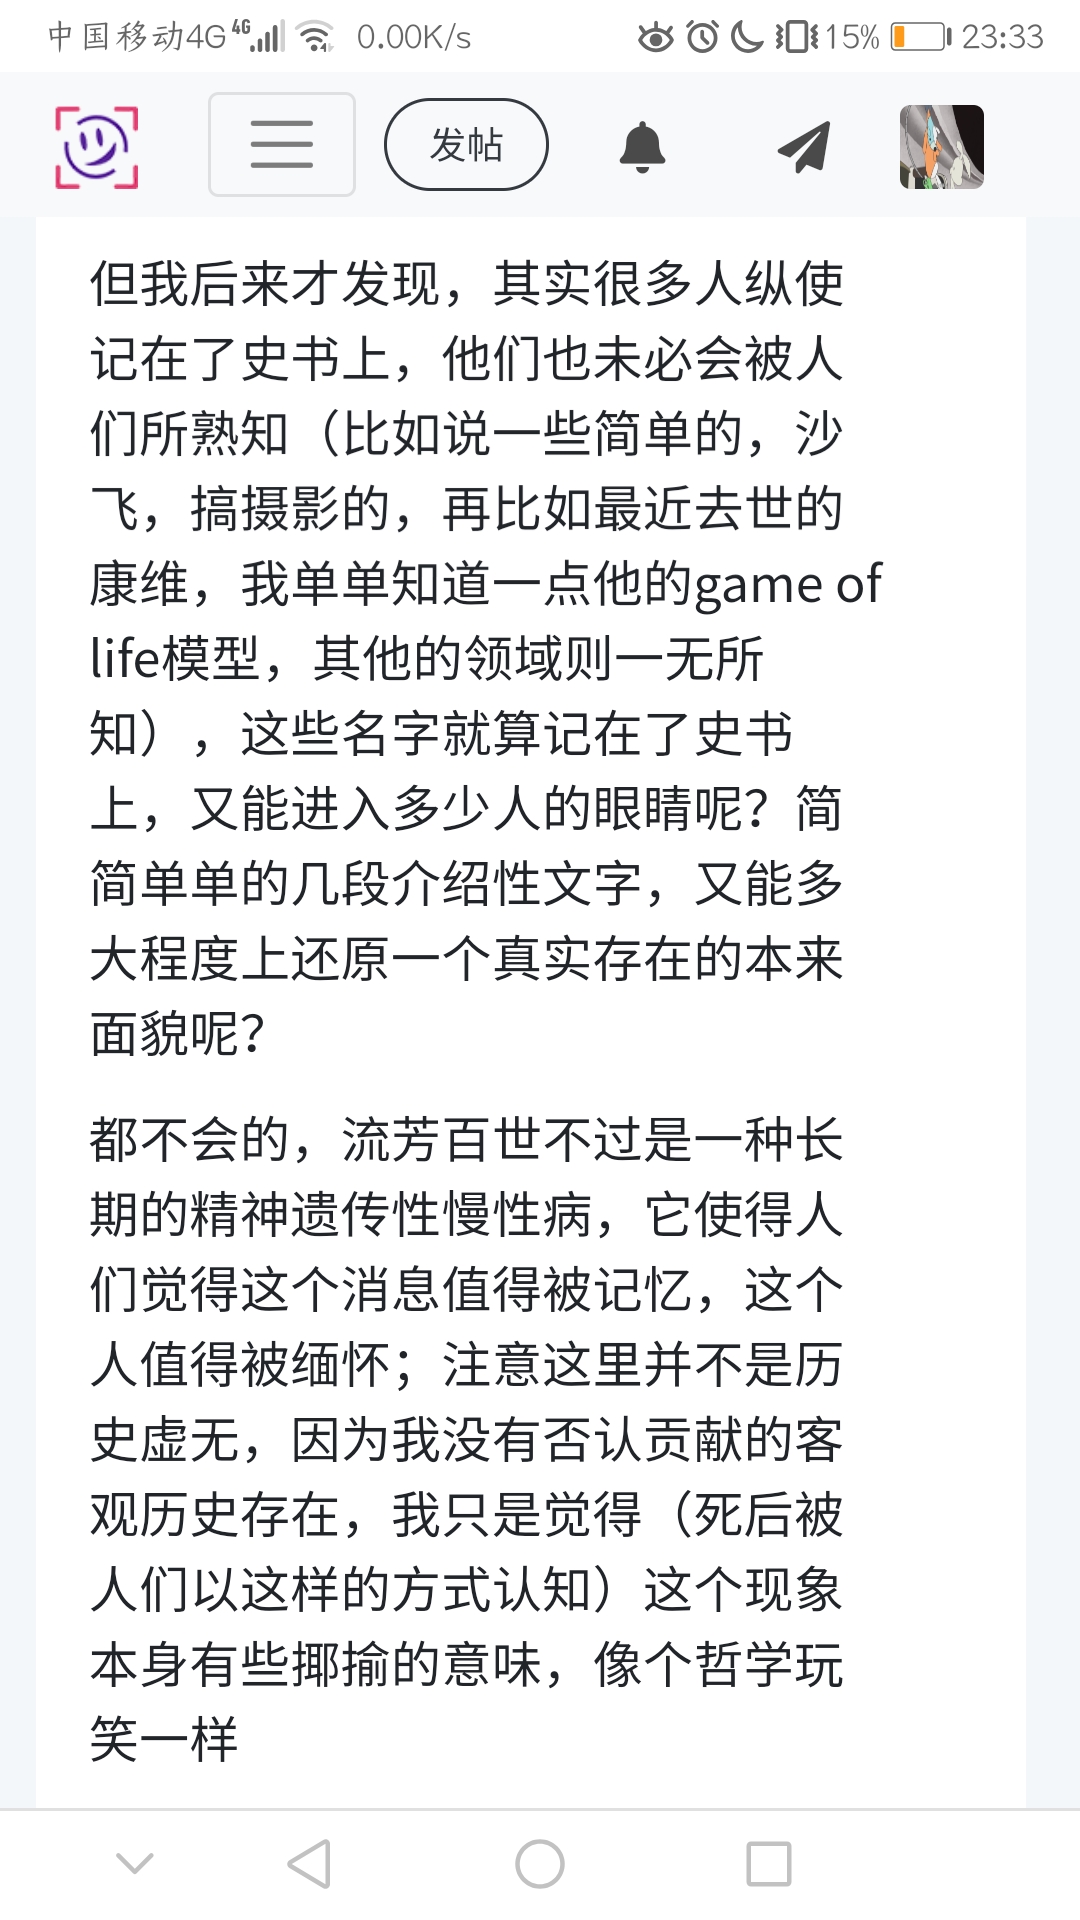 中国移动4G 4G 0.00K/s 15% 23:33
发帖
但我后来才发现，其实很多人纵使
记在了史书上，他们也未必会被人
们所熟知（比如说一些简单的，沙
飞，搞摄影的，再比如最近去世的
康维，我单单知道一点他的game of
life模型，其他的领域则一无所
知），这些名字就算记在了史书
上，又能进入多少人的眼睛呢？简
简单单的几段介绍性文字，又能多
大程度上还原一个真实存在的本来
面貌呢？
都不会的，流芳百世不过是一种长
期的精神遗传性慢性病，它使得人
们觉得这个消息值得被记忆，这个
人值得被缅怀；注意这里并不是历
史虚无，因为我没有否认贡献的客
观历史存在，我只是觉得（死后被
人们以这样的方式认知）这个现象
本身有些揶揄的意味，像个哲学玩
笑一样